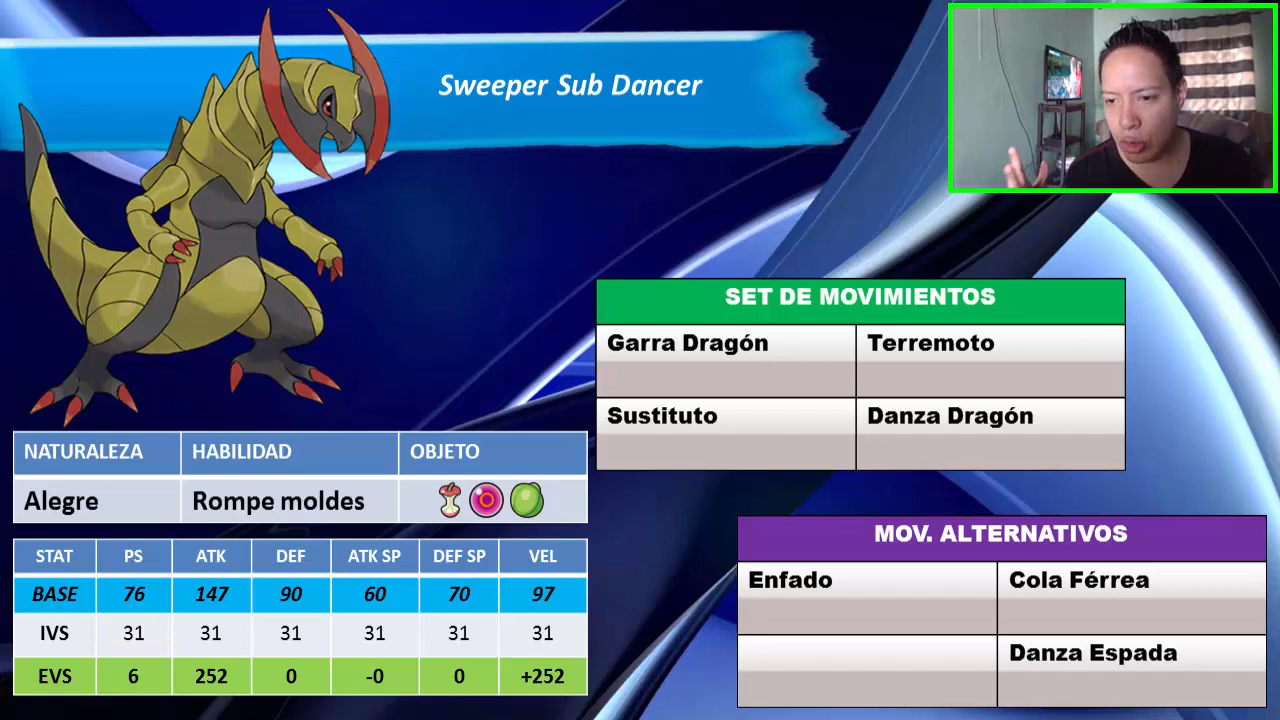 Sweeper Sub Dancer
SET DE MOVIMIENTOS
Garra Dragón Terremoto
Sustituto Danza Dragón
NATURALEZA HABILIDAD OBJETO
Alegre Rompe moldes
STAT PS ATK DEF ATK SP DEF SP VEL
BASE 76 147 90 60 70 97
IVS 31 31 31 31 31 31
EVS 6 252 0 -0 0 +252
MOV. ALTERNATIVOS
Enfado Cola Férrea
Danza Espada